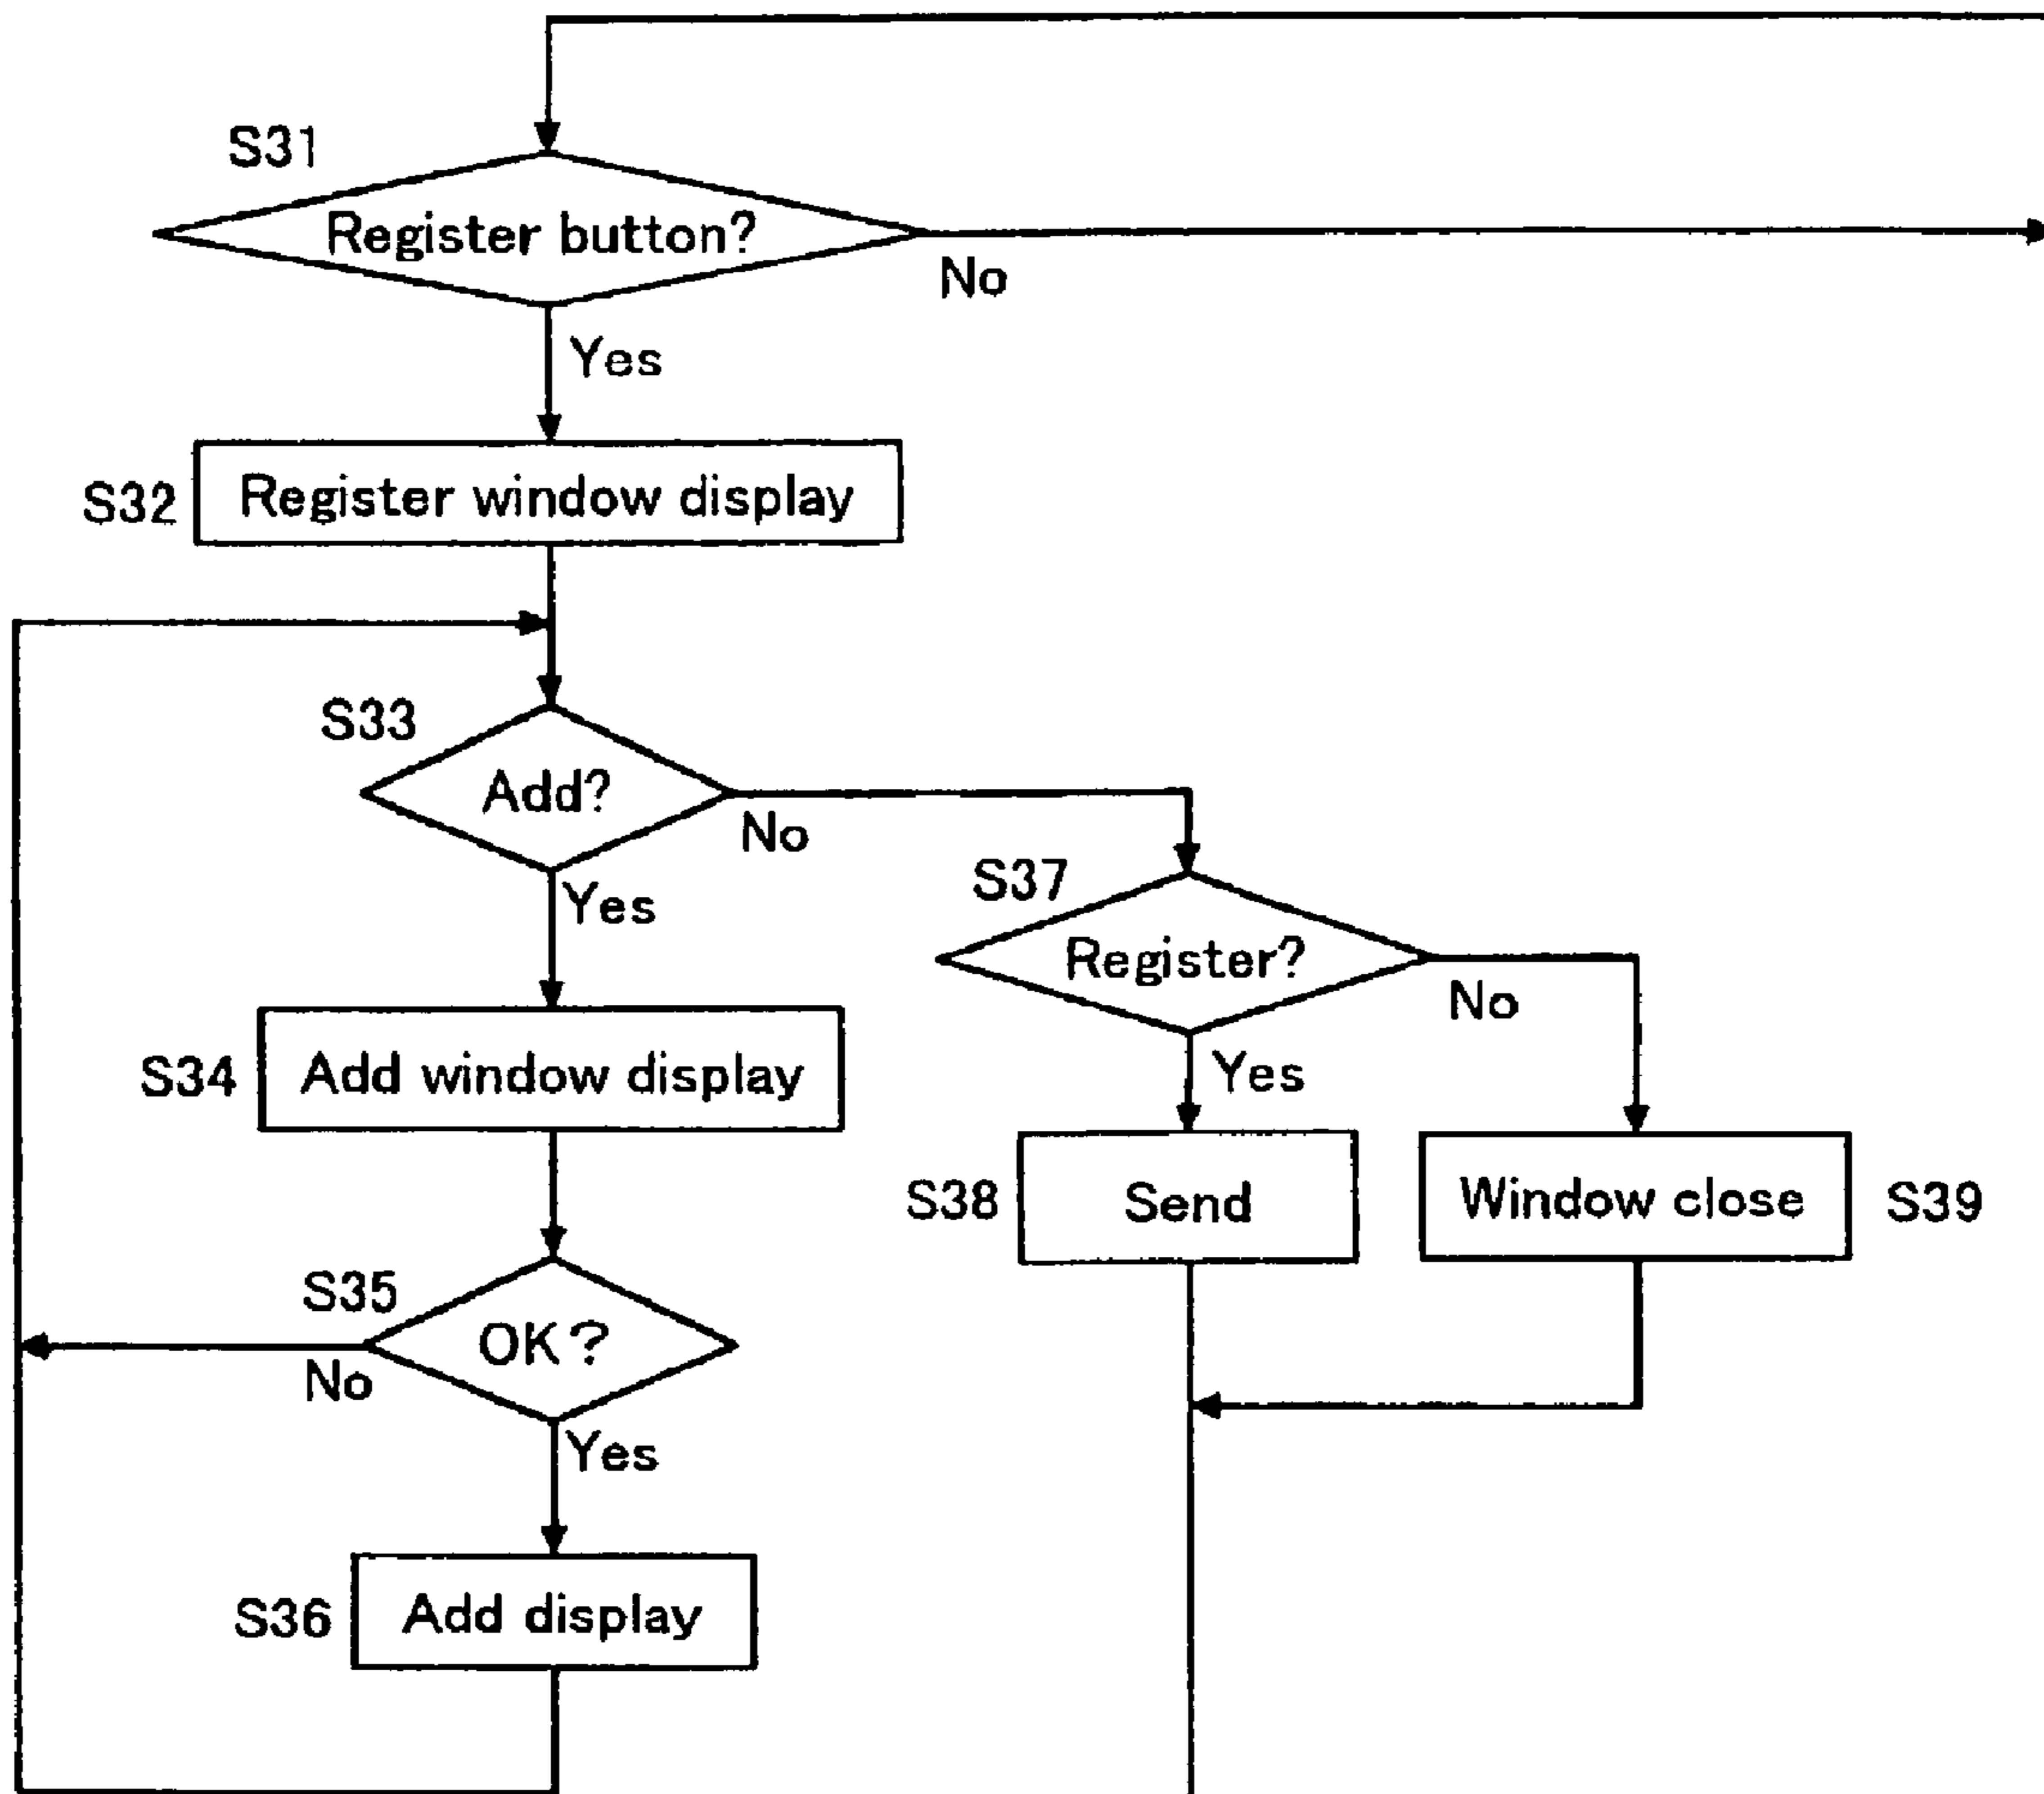 S31
Register button?
No
Yes
S32
Register window display
S33
Add?
No
Yes
S37
Register?
No
Yes
S34
Add window display
S38
Send
Window close
S39
S35
OK?
No
Yes
S36
Add display